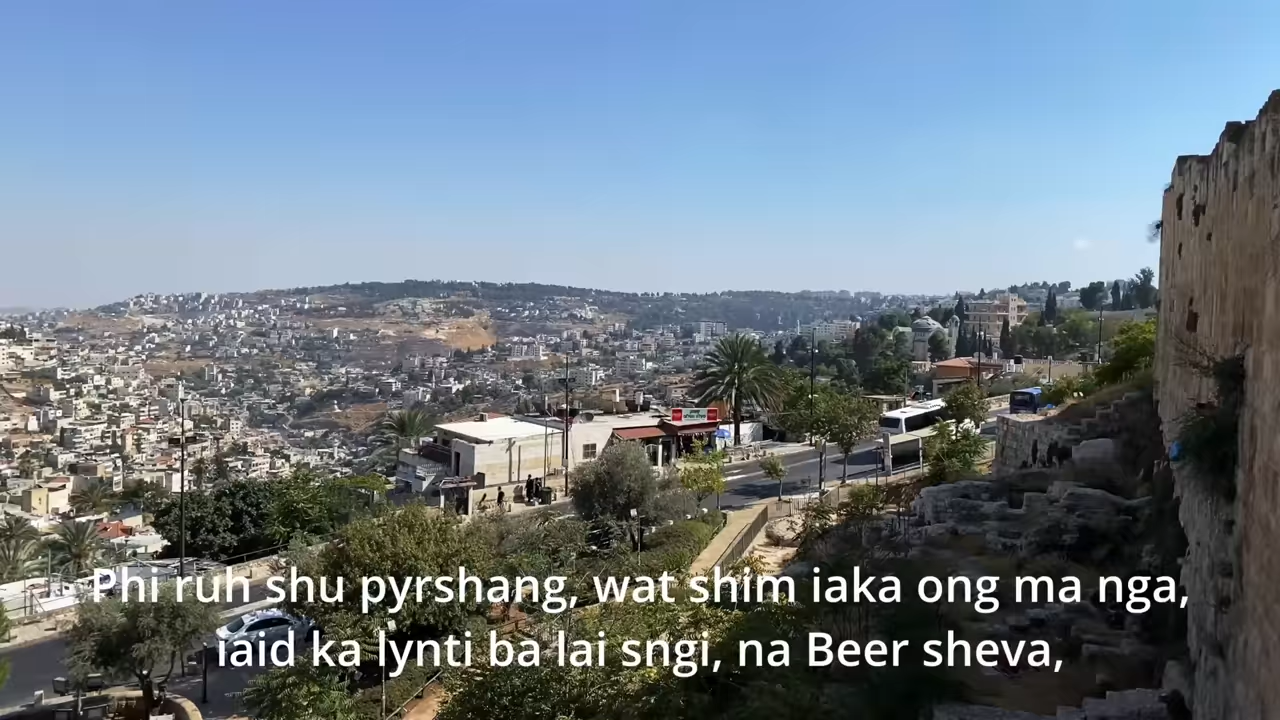 Phi ruh shu pyrshang, wat shim iaka ong ma nga,
iaid ka lynti ba lai sngi, na Beer sheva,